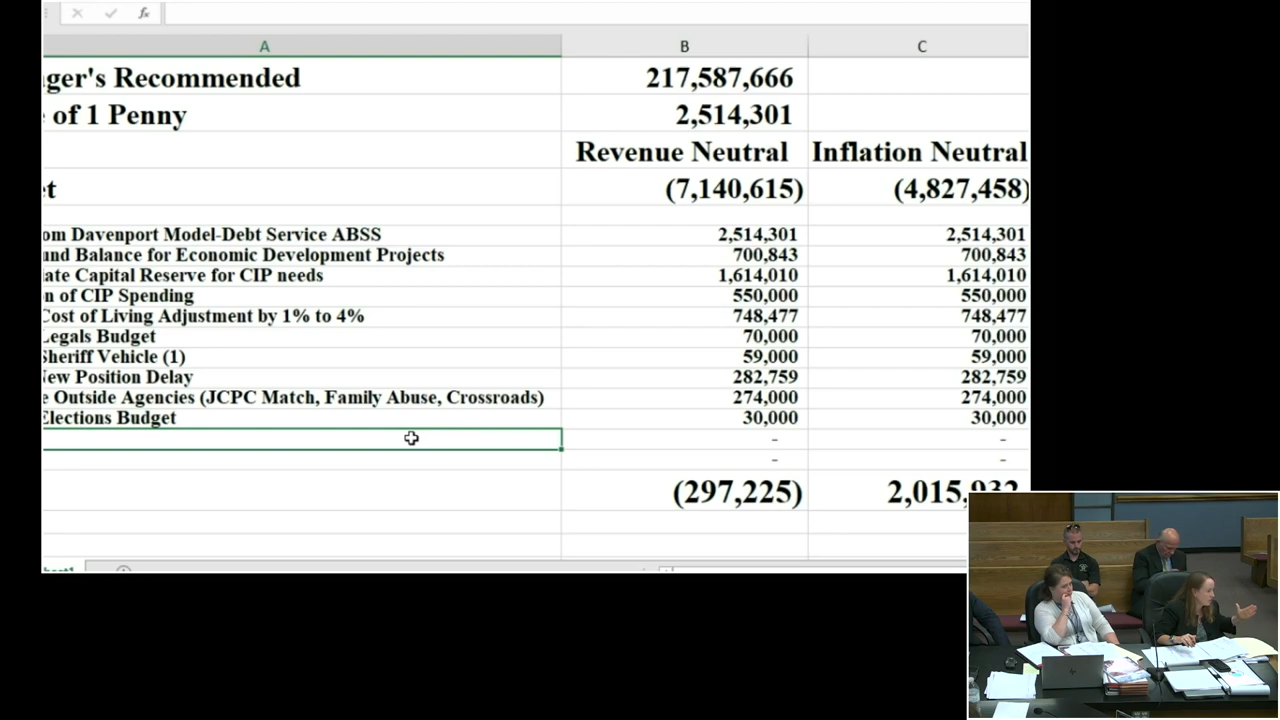 fx
A B C
ger's Recommended 217,587,666
of 1 Penny 2,514,301
Revenue Neutral Inflation Neutral
et (7,140,615) (4,827,458)
om Davenport Model-Debt Service ABSS 2,514,301 2,514,301
und Balance for Economic Development Projects 700,843 700,843
ate Capital Reserve for CIP needs 1,614,010 1,614,010
n of CIP Spending 550,000 550,000
Cost of Living Adjustment by 1% to 4% 748,477 748,477
Legals Budget 70,000 70,000
Sheriff Vehicle (1) 59,000 59,000
New Position Delay 282,759 282,759
e Outside Agencies (JCPC Match, Family Abuse, Crossroads) 274,000 274,000
Elections Budget 30,000 30,000
- -
- -
(297,225) 2,015,932